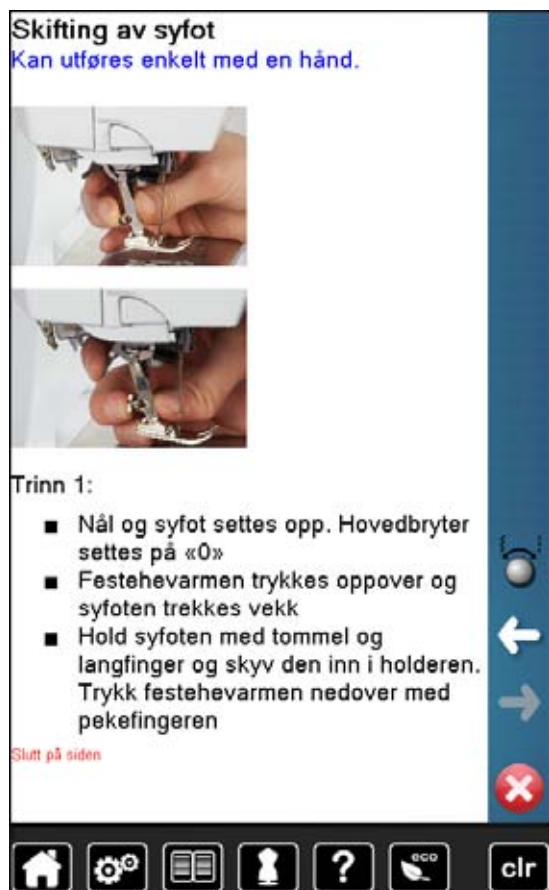 Skifting av syfot
Kan utføres enkelt med en hånd.
Trinn 1:
■ Nål og syfot settes opp. Hovedbryter
settes på «0»
■ Festehevarmen trykkes oppover og
syfoten trekkes vekk
■ Hold syfoten med tommel og
langfinger og skyv den inn i holderen.
Trykk festehevarmen nedover med
pekefingeren
Slutt på siden
?
eco
clr